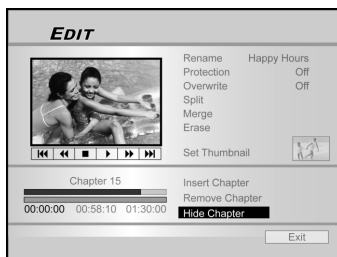 EDIT
Rename Happy Hours
Protection Off
Overwrite Off
Split
Merge
Erase
Set Thumbnail
Chapter 15
00:00:00 00:58:10 01:30:00
Insert Chapter
Remove Chapter
Hide Chapter
Exit